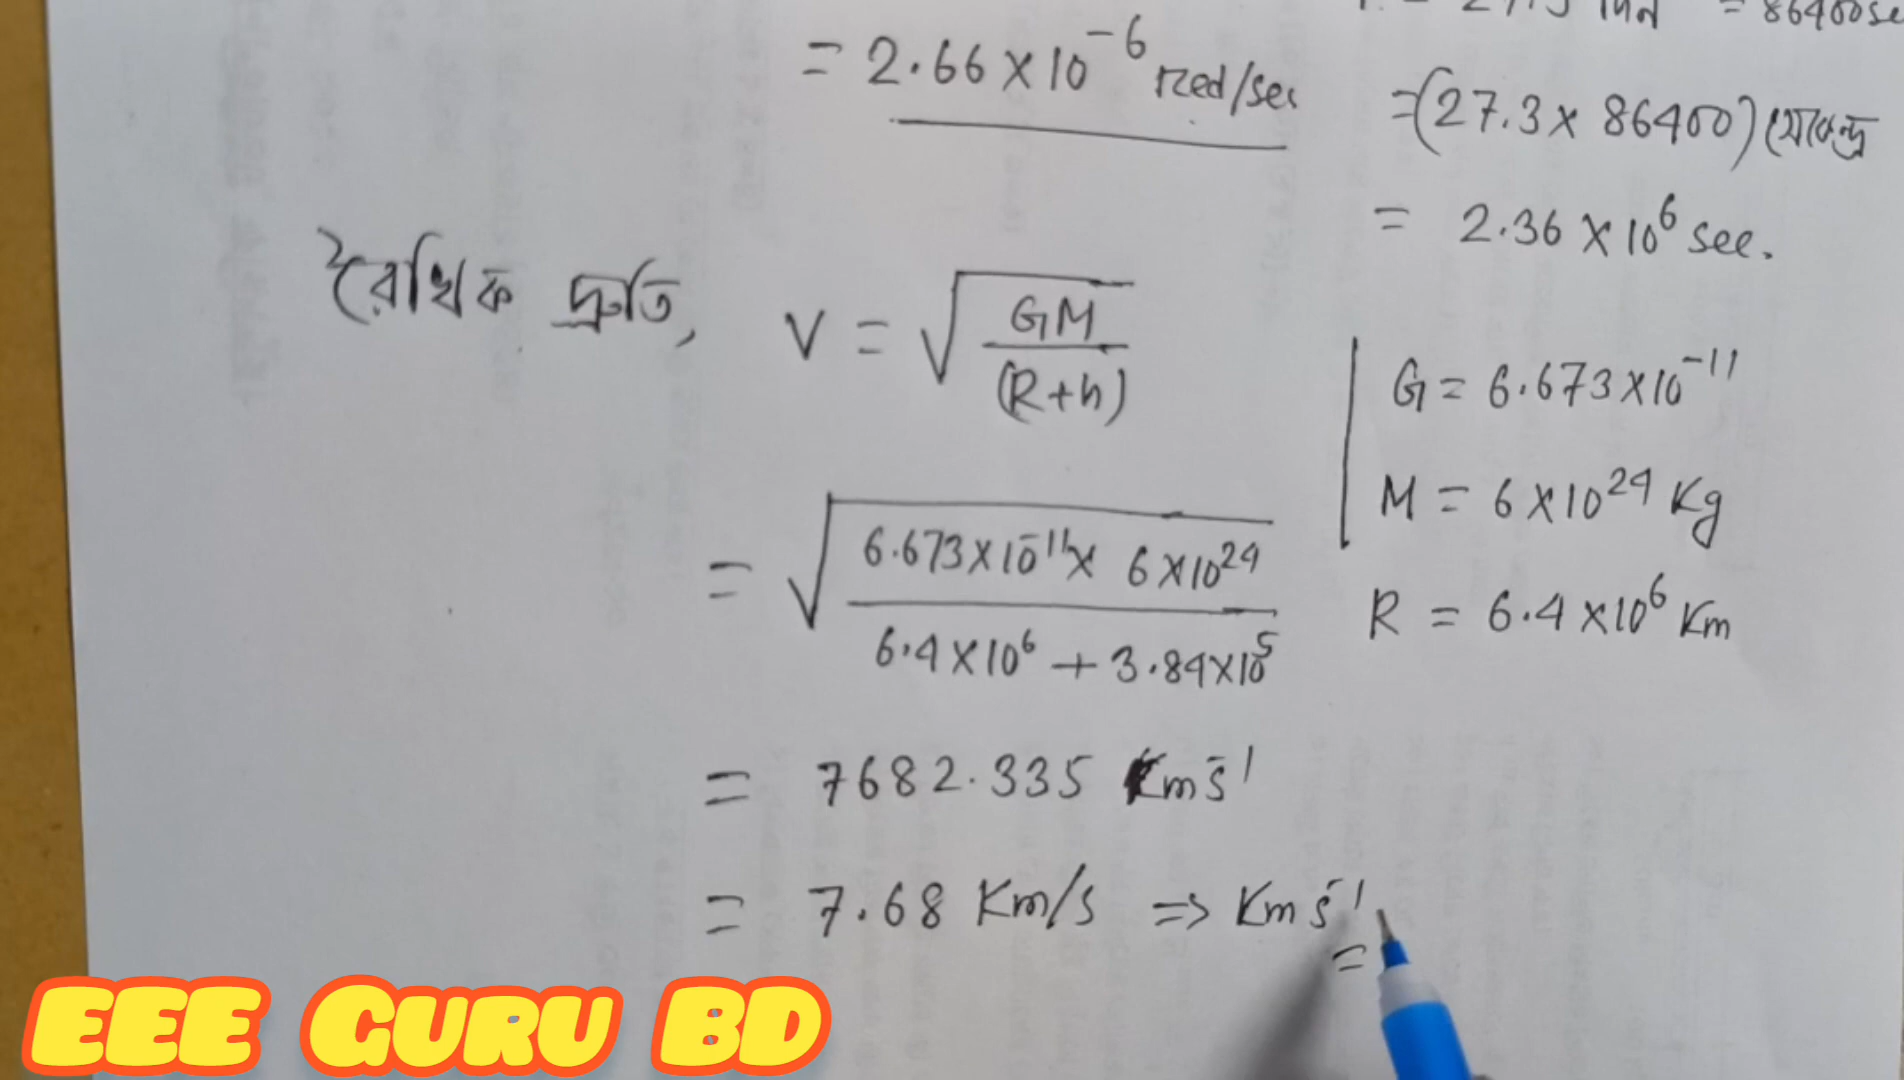 = 86400se
= 2.66 × 10⁻⁶ rzed/sec
= (27.3 × 86400) সেকেন্ড
= 2.36 × 10⁶ sec.
রৈখিক দ্রুতি, V = √(GM/(R+h))
G = 6.673 × 10⁻¹¹
M = 6 × 10²⁴ Kg
R = 6.4 × 10⁶ Km
= √((6.673 × 10⁻¹¹ × 6 × 10²⁴)/(6.4 × 10⁶ + 3.84 × 10⁵))
= 7682.335 Kms⁻¹
= 7.68 Km/s ⇒ Kms⁻¹
=
EEE GURU BD